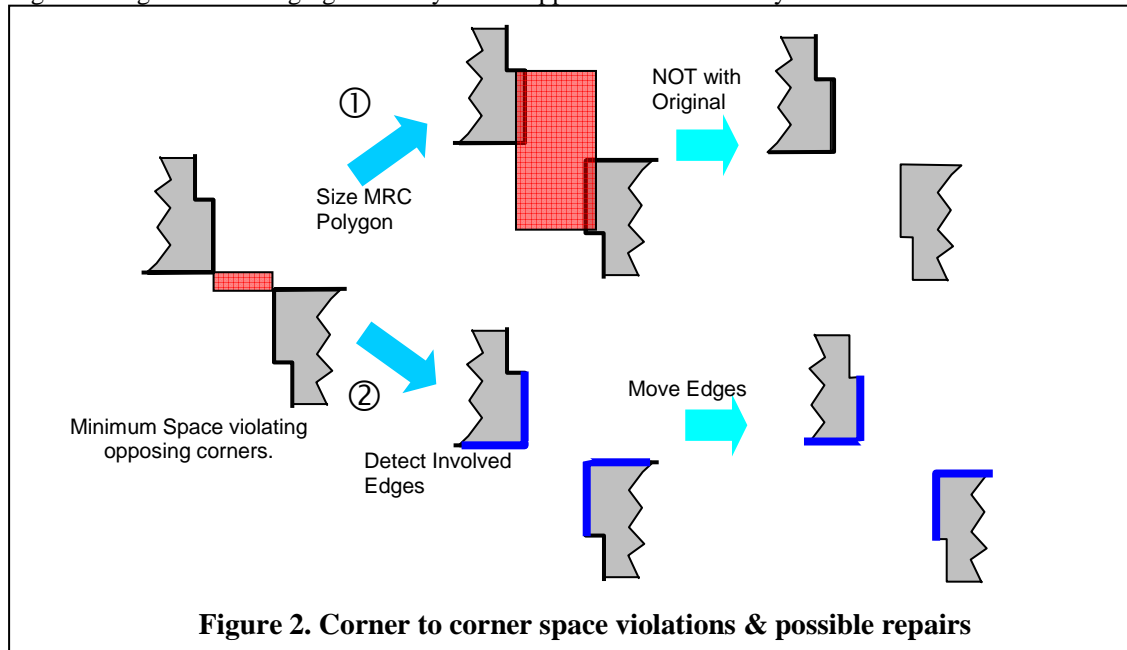 ①
NOT with
Original
Size MRC
Polygon
Minimum Space violating
opposing corners.
②
Detect Involved
Edges
Move Edges
Figure 2. Corner to corner space violations & possible repairs